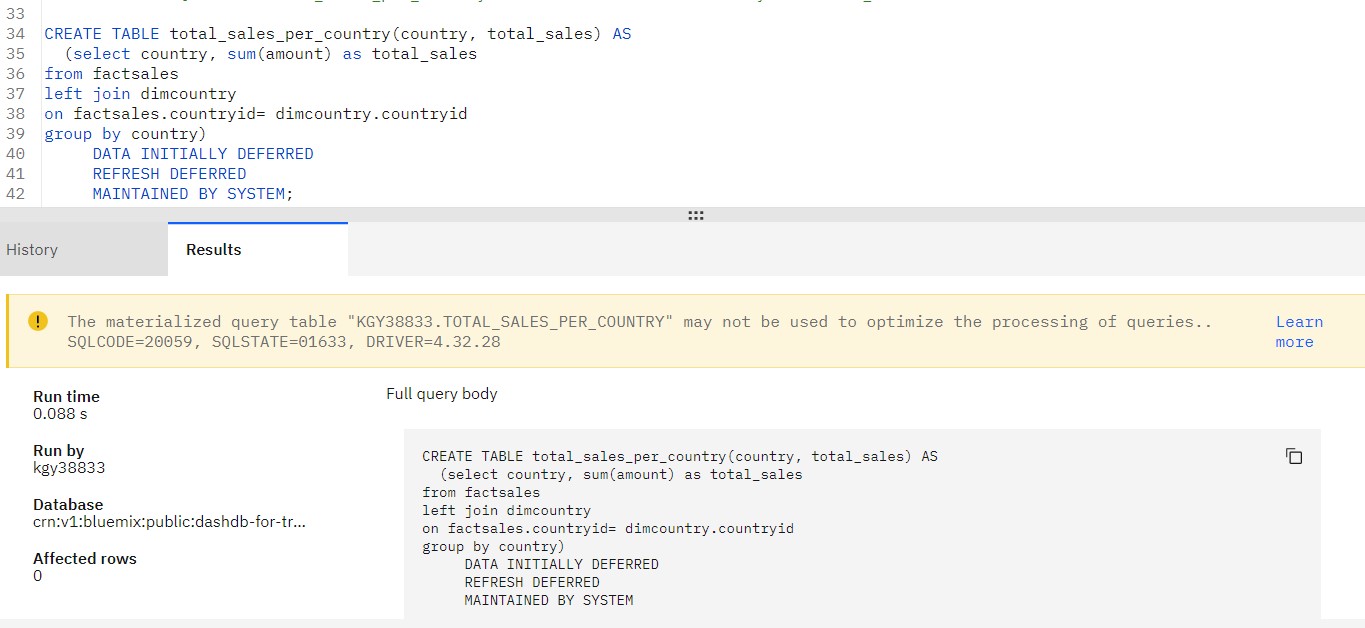 33
34 CREATE TABLE total_sales_per_country(country, total_sales) AS
35   (select country, sum(amount) as total_sales
36 from factsales
37 left join dimcountry
38 on factsales.countryid= dimcountry.countryid
39 group by country)
40      DATA INITIALLY DEFERRED
41      REFRESH DEFERRED
42      MAINTAINED BY SYSTEM;
History
Results
The materialized query table "KGY38833.TOTAL_SALES_PER_COUNTRY" may not be used to optimize the processing of queries..
SQLCODE=20059, SQLSTATE=01633, DRIVER=4.32.28
Learn
more
Run time
0.088 s
Run by
kgy38833
Database
crn:v1:bluemix:public:dashdb-for-tr...
Affected rows
0
Full query body
CREATE TABLE total_sales_per_country(country, total_sales) AS
  (select country, sum(amount) as total_sales
from factsales
left join dimcountry
on factsales.countryid= dimcountry.countryid
group by country)
     DATA INITIALLY DEFERRED
     REFRESH DEFERRED
     MAINTAINED BY SYSTEM